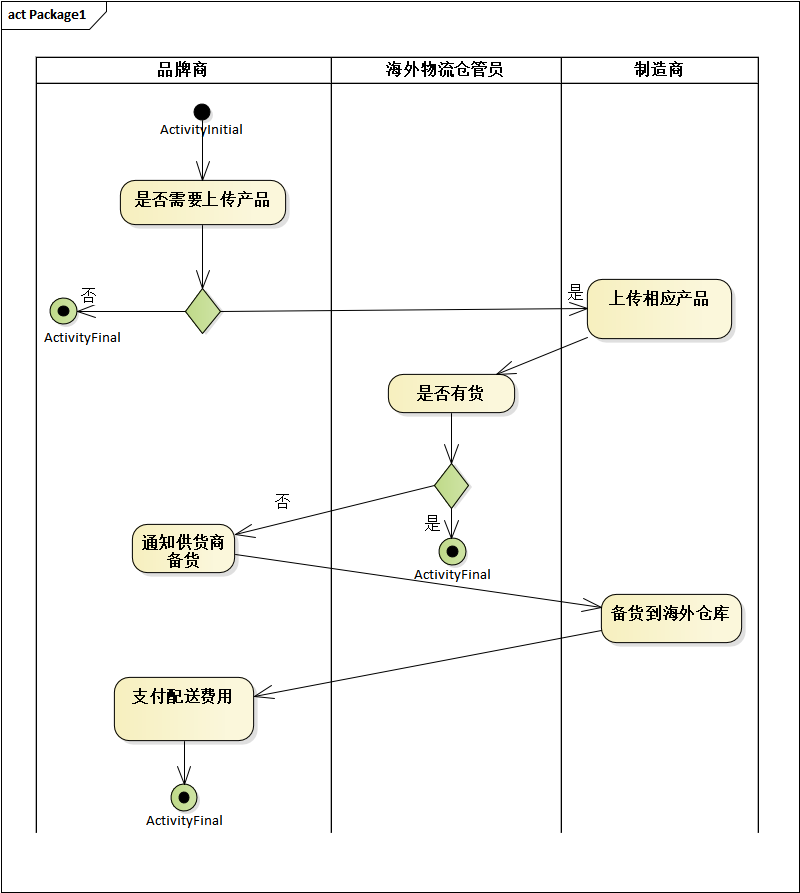 act Package1
品牌商
海外物流仓管员
制造商
ActivityInitial
是否需要上传产品
否
是
上传相应产品
ActivityFinal
是否有货
否
是
通知供货商
备货
ActivityFinal
备货到海外仓库
支付配送费用
ActivityFinal